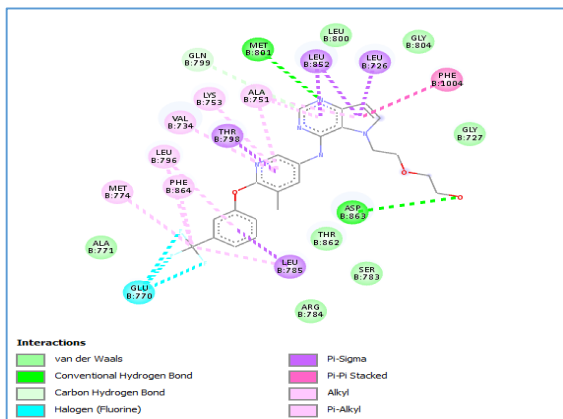 LEU
B:800
GLY
B:804
MET
B:801
GLN
B:799
LEU
B:852
LEU
B:726
PHE
B:1004
LYS
B:753
ALA
B:751
VAL
B:734
THR
B:798
GLY
B:727
LEU
B:796
PHE
B:864
MET
B:774
ASP
B:863
THR
B:862
ALA
B:771
LEU
B:785
SER
B:783
GLU
B:770
ARG
B:784
Interactions
van der Waals
Conventional Hydrogen Bond
Carbon Hydrogen Bond
Halogen (Fluorine)
Pi-Sigma
Pi-Pi Stacked
Alkyl
Pi-Alkyl